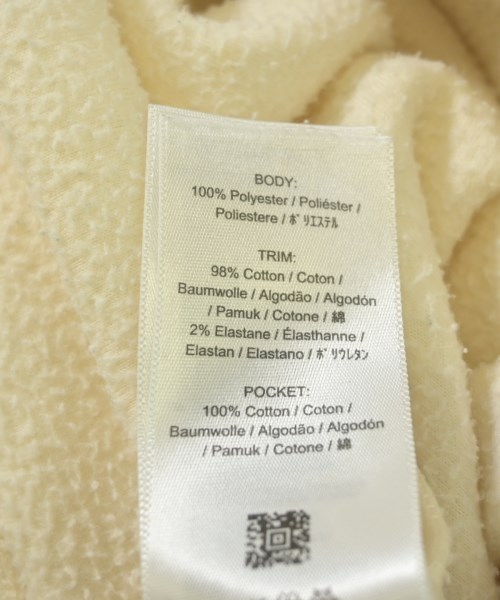 BODY:
100% Polyester / Poliéster /
Poliestere / ﾎﾟﾘｴｽﾃﾙ
TRIM:
98% Cotton / Coton /
Baumwolle / Algodão / Algodón
/ Pamuk / Cotone / 綿
2% Elastane / Élasthanne /
Elastan / Elastano / ﾎﾟﾘｳﾚﾀﾝ
POCKET:
100% Cotton / Coton /
Baumwolle / Algodão / Algodón
/ Pamuk / Cotone / 綿